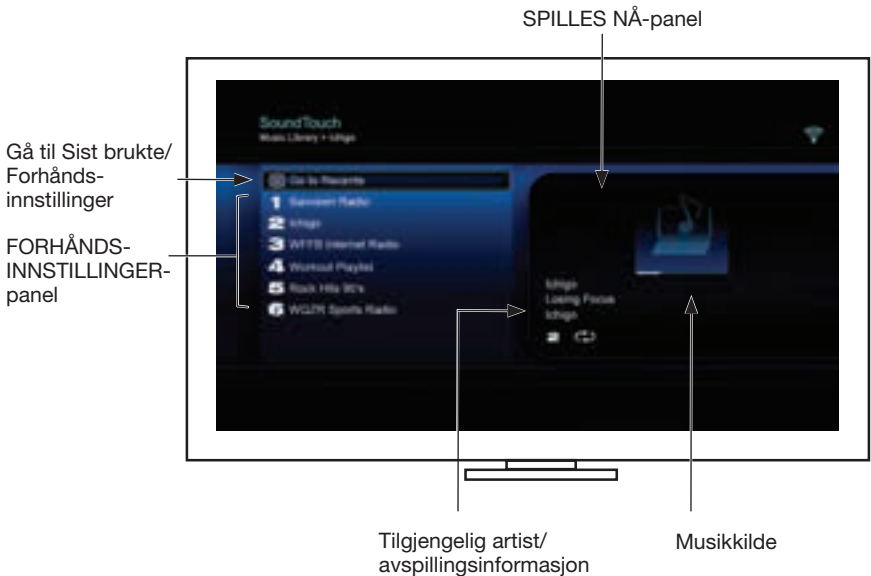 SPILLES NÅ-panel
SoundTouch
Music Library • Ichigo
Gå til Sist brukte/
Forhånds-
innstillinger
FORHÅNDS-
INNSTILLINGER-
panel
Go to Recents
1 Radio
2 Ichigo
3 Internet Radio
4 Workout Playlist
5 Rock Hits 90's
6 WGZR Sports Radio
Ichigo
Losing Focus
Ichigo
2
Tilgjengelig artist/
avspillingsinformasjon
Musikkilde